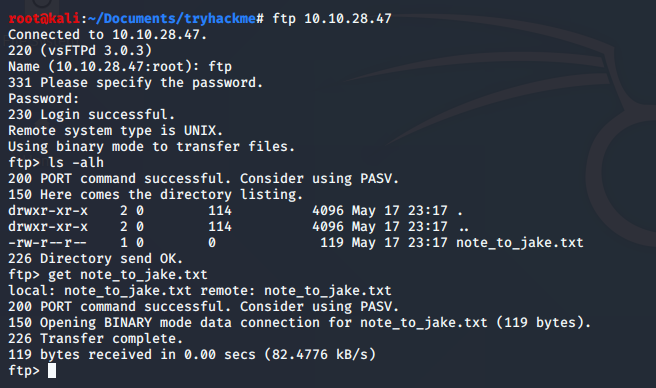 root@kali:~/Documents/tryhackme# ftp 10.10.28.47
Connected to 10.10.28.47.
220 (vsFTPd 3.0.3)
Name (10.10.28.47:root): ftp
331 Please specify the password.
Password:
230 Login successful.
Remote system type is UNIX.
Using binary mode to transfer files.
ftp> ls -alh
200 PORT command successful. Consider using PASV.
150 Here comes the directory listing.
drwxr-xr-x    2 0        114          4096 May 17 23:17 .
drwxr-xr-x    2 0        114          4096 May 17 23:17 ..
-rw-r--r--    1 0        0             119 May 17 23:17 note_to_jake.txt
226 Directory send OK.
ftp> get note_to_jake.txt
local: note_to_jake.txt remote: note_to_jake.txt
200 PORT command successful. Consider using PASV.
150 Opening BINARY mode data connection for note_to_jake.txt (119 bytes).
226 Transfer complete.
119 bytes received in 0.00 secs (82.4776 kB/s)
ftp>